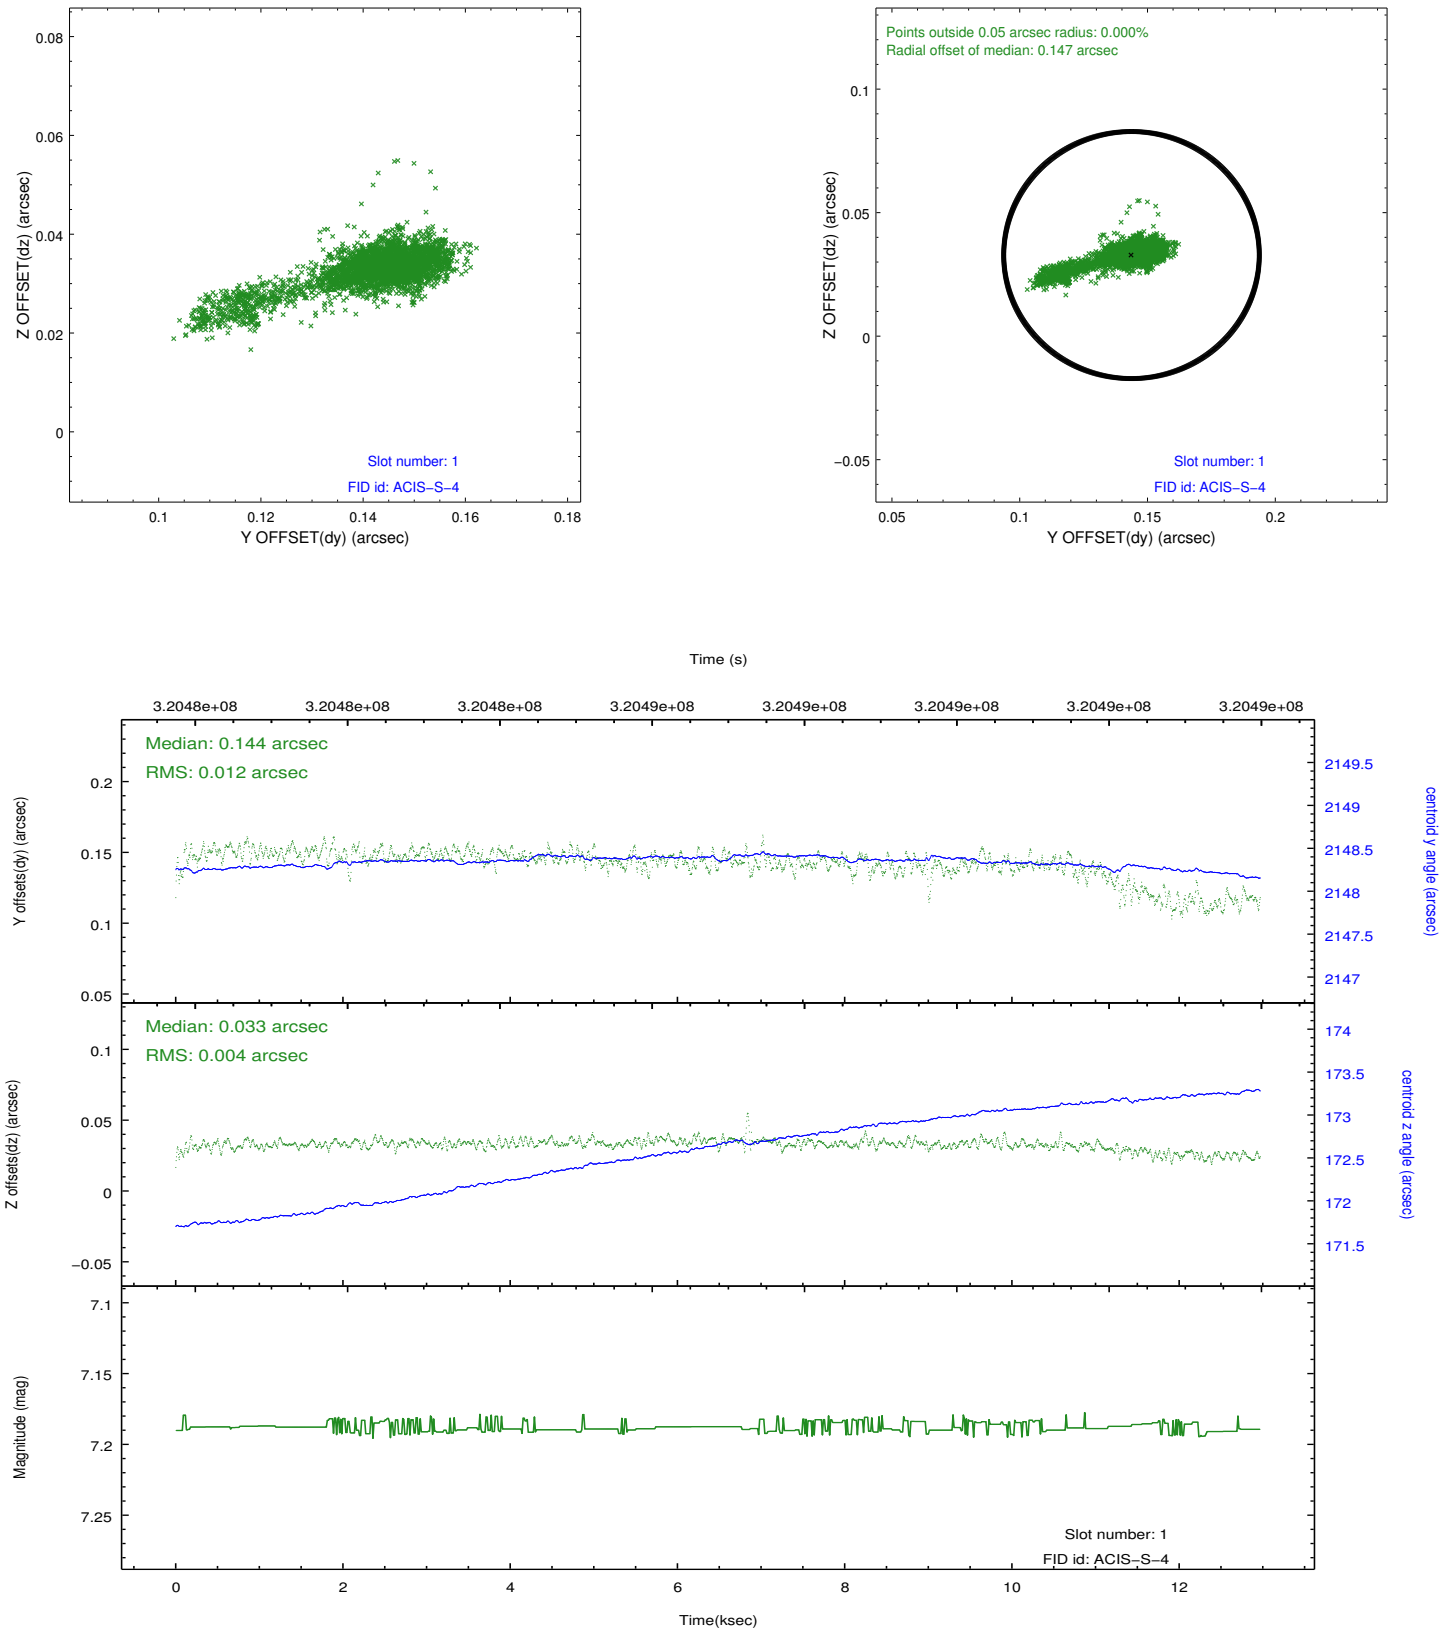 0.08
0.06
0.04
0.02
0
Z OFFSET(dz) (arcsec)
Slot number: 1
FID id: ACIS−S−4
0.1 0.12 0.14 0.16 0.18
Y OFFSET(dy) (arcsec)
Points outside 0.05 arcsec radius: 0.000%
Radial offset of median: 0.147 arcsec
0.1
0.05
0
−0.05
Z OFFSET(dz) (arcsec)
Slot number: 1
FID id: ACIS−S−4
0.05 0.1 0.15 0.2
Y OFFSET(dy) (arcsec)
Time (s)
3.2048e+08 3.2048e+08 3.2048e+08 3.2049e+08 3.2049e+08 3.2049e+08 3.2049e+08 3.2049e+08
Median: 0.144 arcsec
RMS: 0.012 arcsec
0.2
0.15
0.1
0.05
Y offsets(dy) (arcsec)
2149.5
2149
2148.5
2148
2147.5
2147
centroid y angle (arcsec)
Median: 0.033 arcsec
RMS: 0.004 arcsec
0.1
0.05
0
−0.05
Z offsets(dz) (arcsec)
174
173.5
173
172.5
172
171.5
centroid z angle (arcsec)
7.1
7.15
7.2
7.25
Magnitude (mag)
Slot number: 1
FID id: ACIS−S−4
0 2 4 6 8 10 12
Time(ksec)